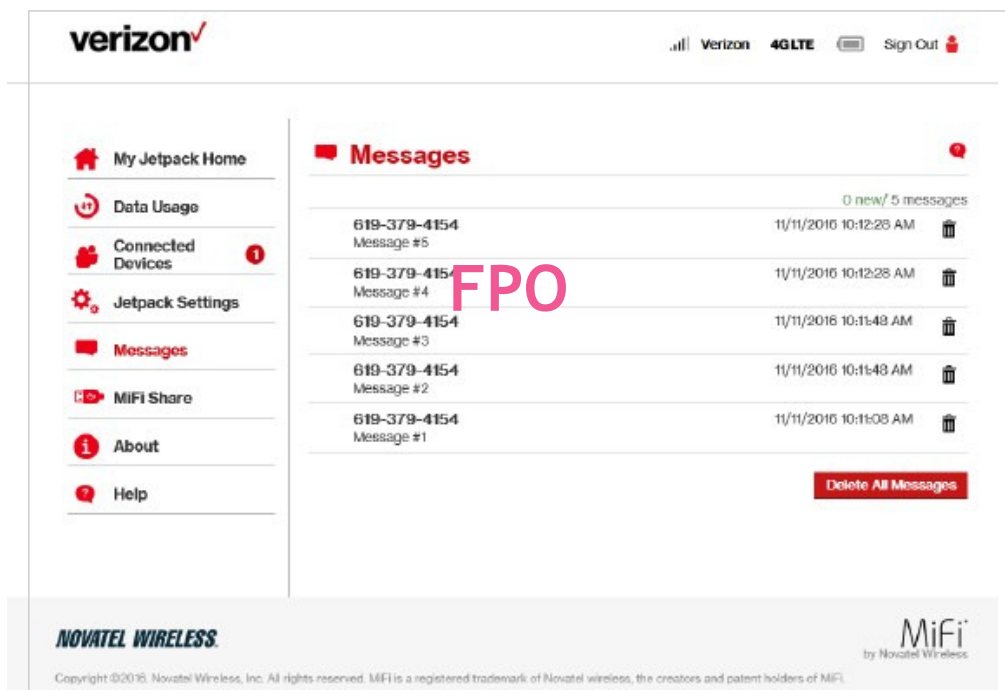 verizon
Verizon 4G LTE Sign Out
My Jetpack Home
Data Usage
Connected
Devices
1
Jetpack Settings
Messages
MiFi Share
About
Help
Messages
0 new/ 5 messages
619-379-4154 11/11/2016 10:12:28 AM
Message #5
619-379-4154 11/11/2016 10:12:28 AM
Message #4
FPO
619-379-4154 11/11/2016 10:11:48 AM
Message #3
619-379-4154 11/11/2016 10:11:48 AM
Message #2
619-379-4154 11/11/2016 10:11:08 AM
Message #1
Delete All Messages
NOVATEL WIRELESS.
MiFi
by Novatel Wireless
Copyright ©2016. Novatel Wireless, Inc. All rights reserved. MiFi is a registered trademark of Novatel wireless, the creators and patent holders of MiFi.